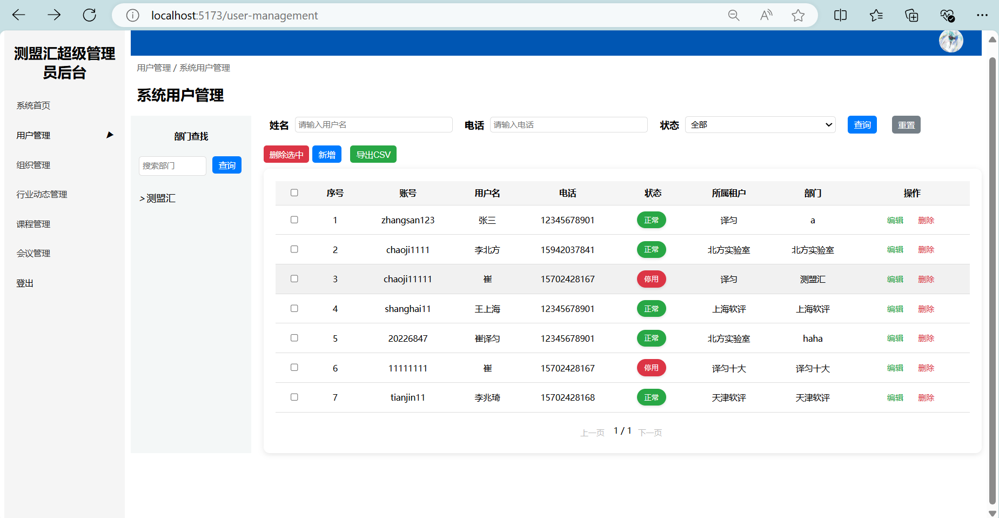 localhost:5173/user-management
测盟汇超级管理
员后台
系统首页
用户管理
组织管理
行业动态管理
课程管理
会议管理
登出
用户管理 / 系统用户管理
系统用户管理
部门查找
搜索部门 查询
> 测盟汇
姓名 请输入用户名 电话 请输入电话 状态 全部 查询 重置
删除选中 新增 导出CSV
序号 账号 用户名 电话 状态 所属租户 部门 操作
1 zhangsan123 张三 12345678901 正常 译匀 a 编辑 删除
2 chaoji1111 李北方 15942037841 正常 北方实验室 北方实验室 编辑 删除
3 chaoji11111 崔 15702428167 停用 译匀 测盟汇 编辑 删除
4 shanghai11 王上海 12345678901 正常 上海软评 上海软评 编辑 删除
5 20226847 崔译匀 12345678901 正常 北方实验室 haha 编辑 删除
6 11111111 崔 15702428167 停用 译匀十大 译匀十大 编辑 删除
7 tianjin11 李兆琦 15702428168 正常 天津软评 天津软评 编辑 删除
上一页 1 / 1 下一页